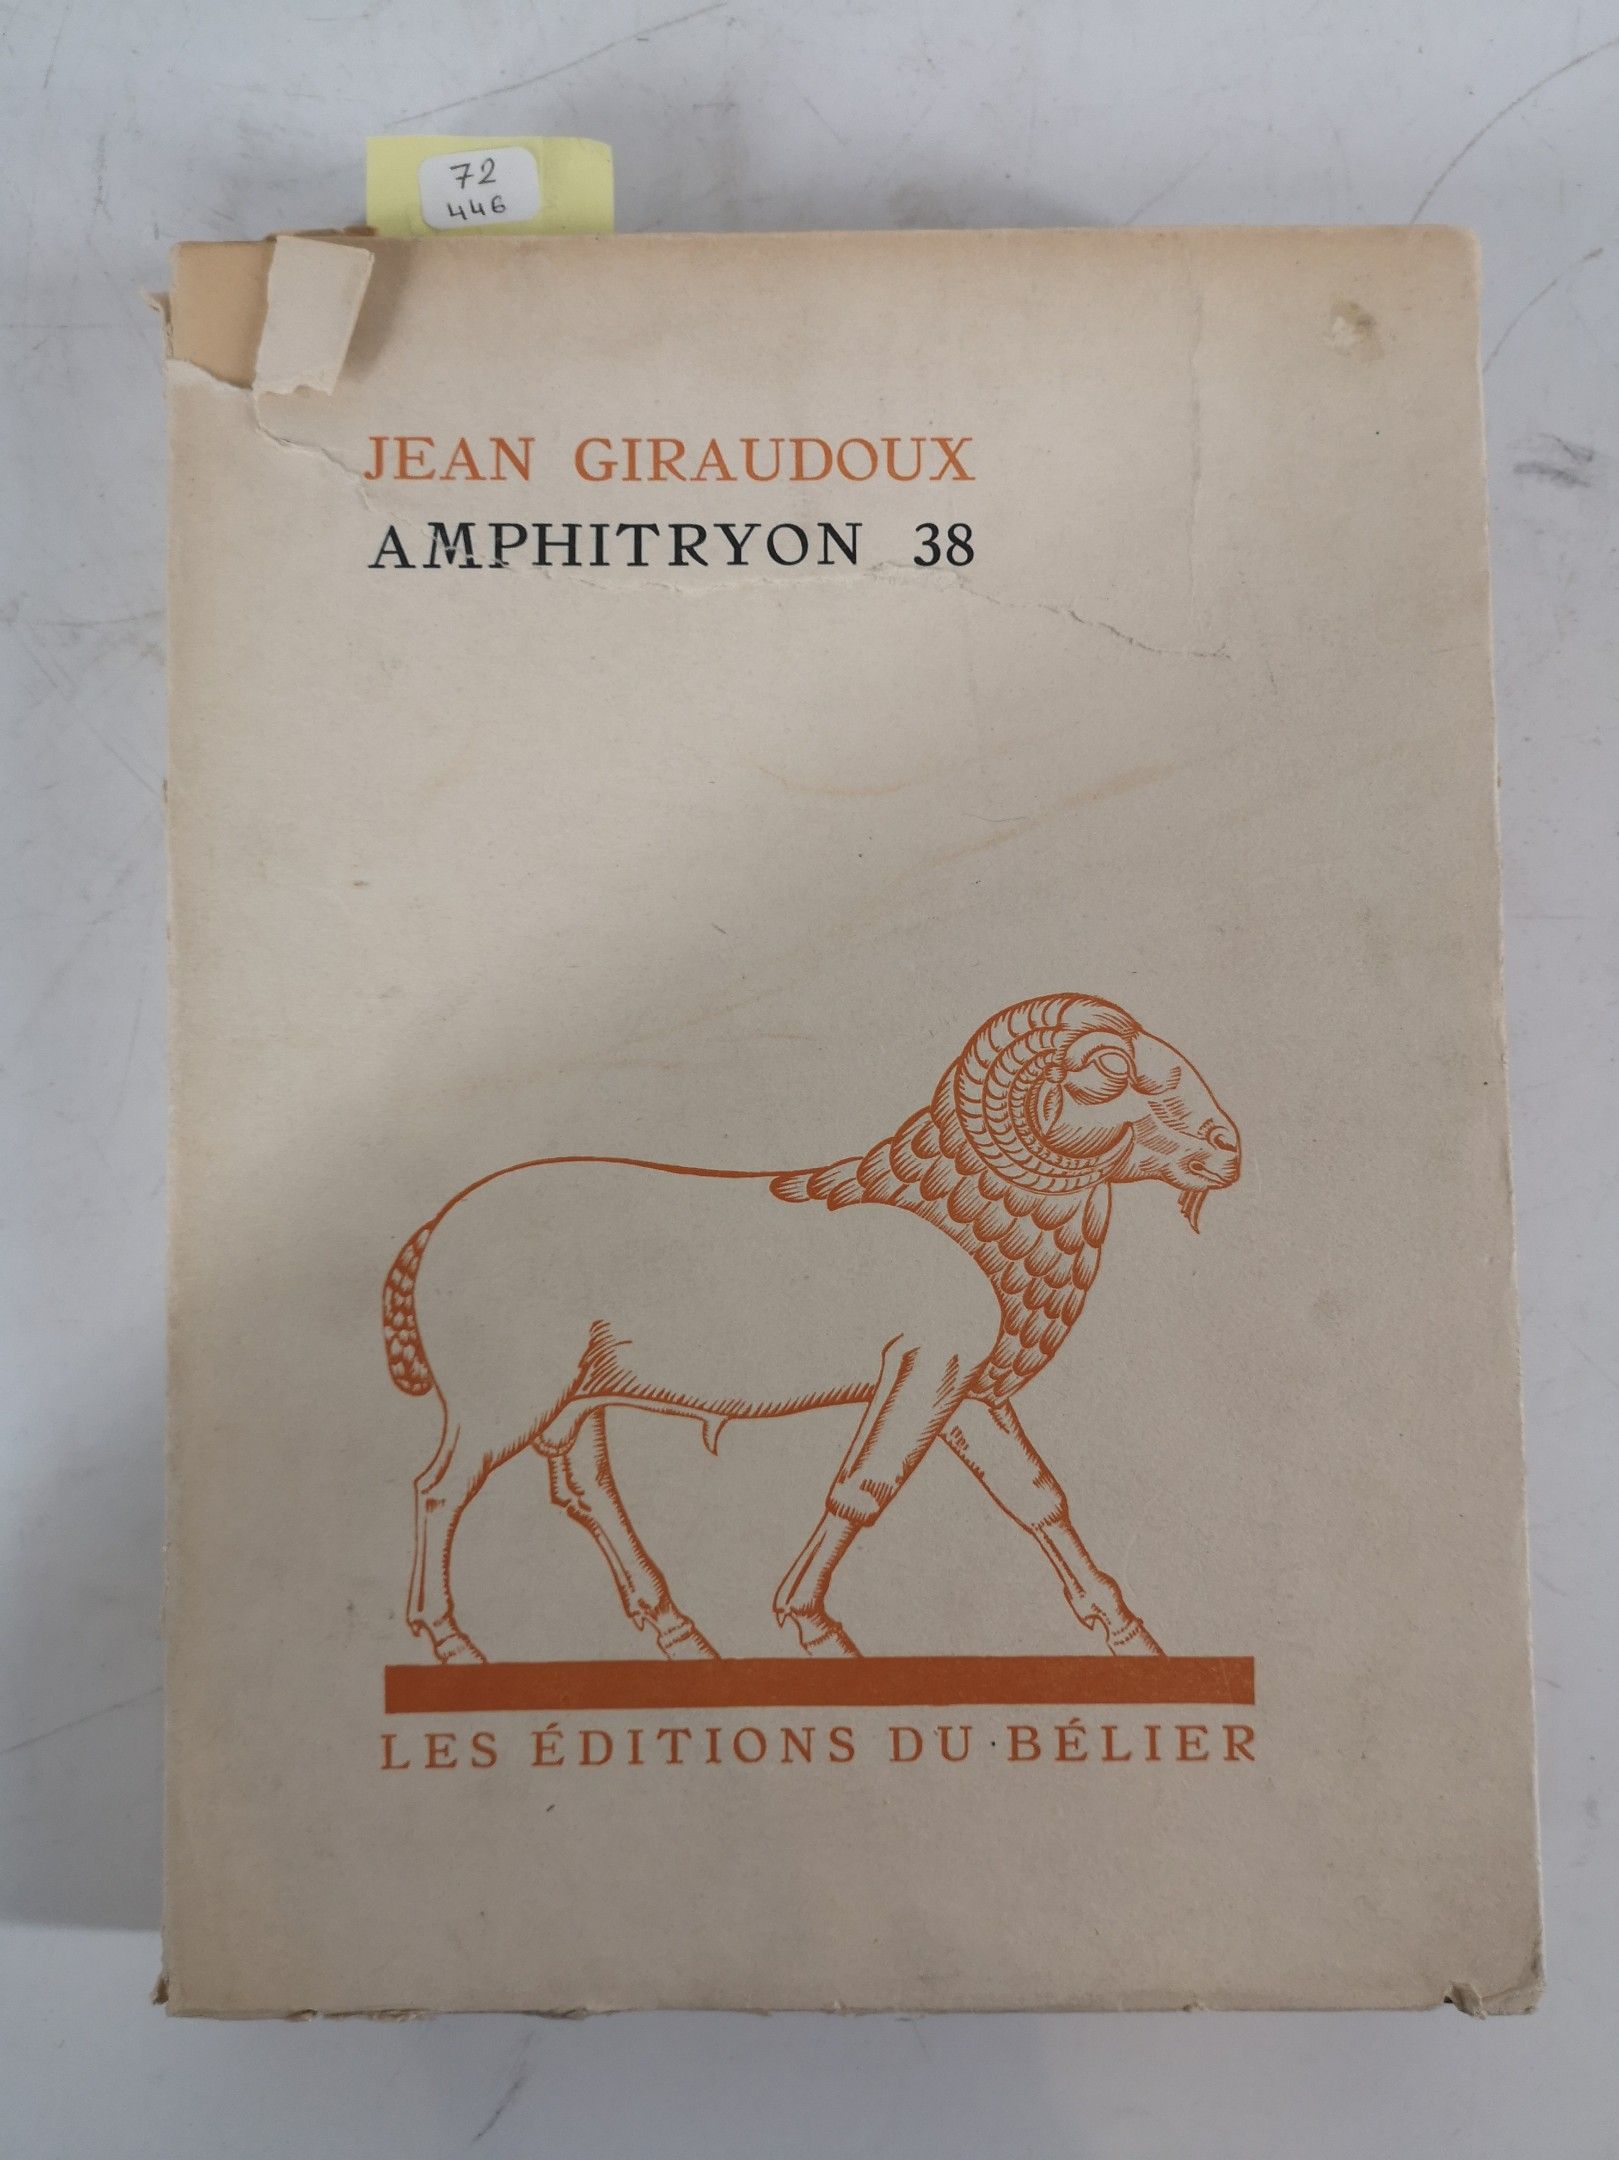 72
446
JEAN GIRAUDOUX
AMPHITRYON 38
LES ÉDITIONS DU BÉLIER